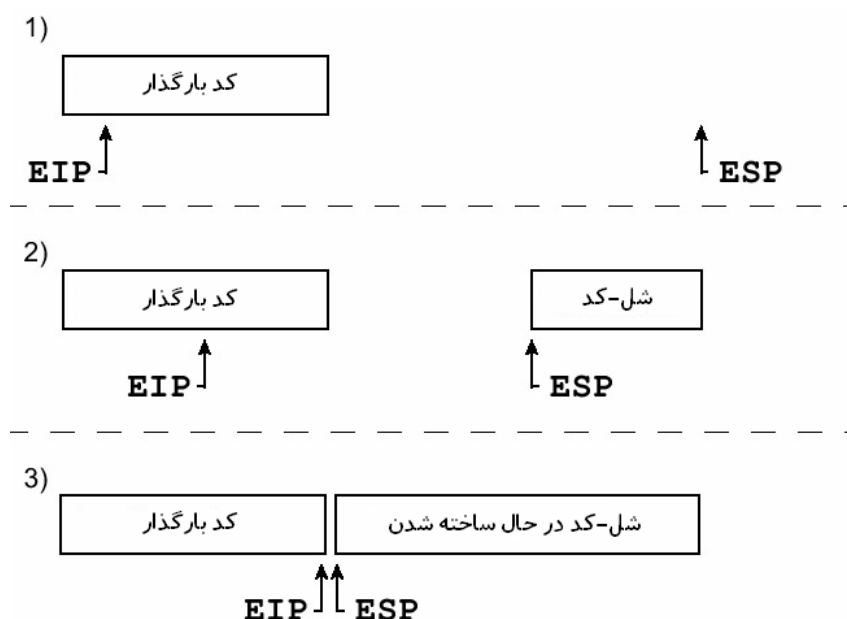 1)
کد بارگذار
EIP ESP
2)
کد بارگذار شل-کد
EIP ESP
3)
کد بارگذار شل-کد در حال ساخته شدن
EIP ESP